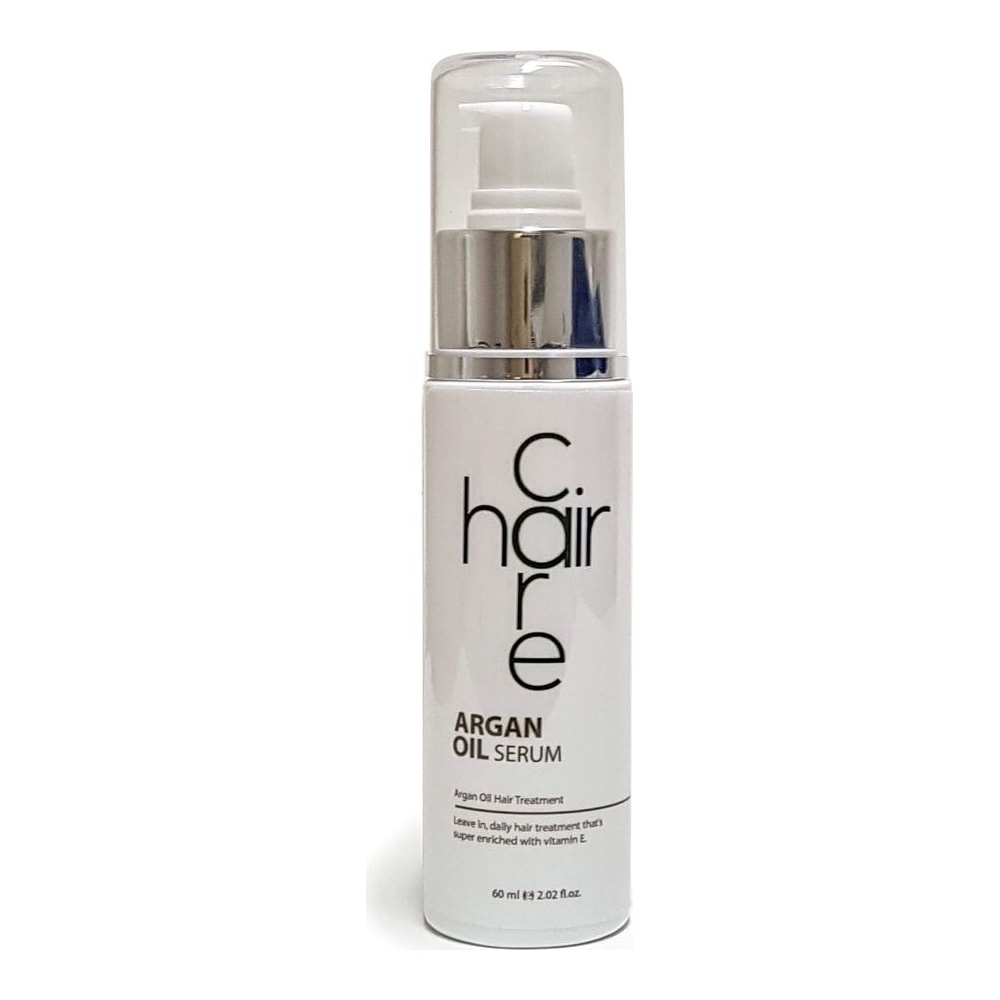 hair
care
ARGAN
OIL SERUM
Argan Oil Hair Treatment
Leave in, daily hair treatment that's
super enriched with vitamin E.
60 ml 2.02 fl.oz.